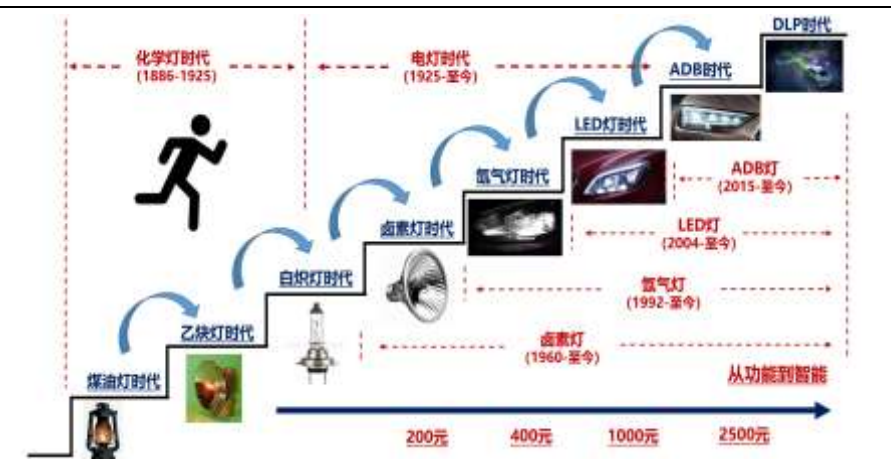 DLP时代
化学灯时代
(1886-1925)
电灯时代
(1925-至今)
ADB时代
LED灯时代
ADB灯
(2015-至今)
氙气灯时代
LED灯
(2004-至今)
卤素灯时代
白炽灯时代
氙气灯
(1992-至今)
乙炔灯时代
卤素灯
(1960-至今)
煤油灯时代
从功能到智能
200元
400元
1000元
2500元